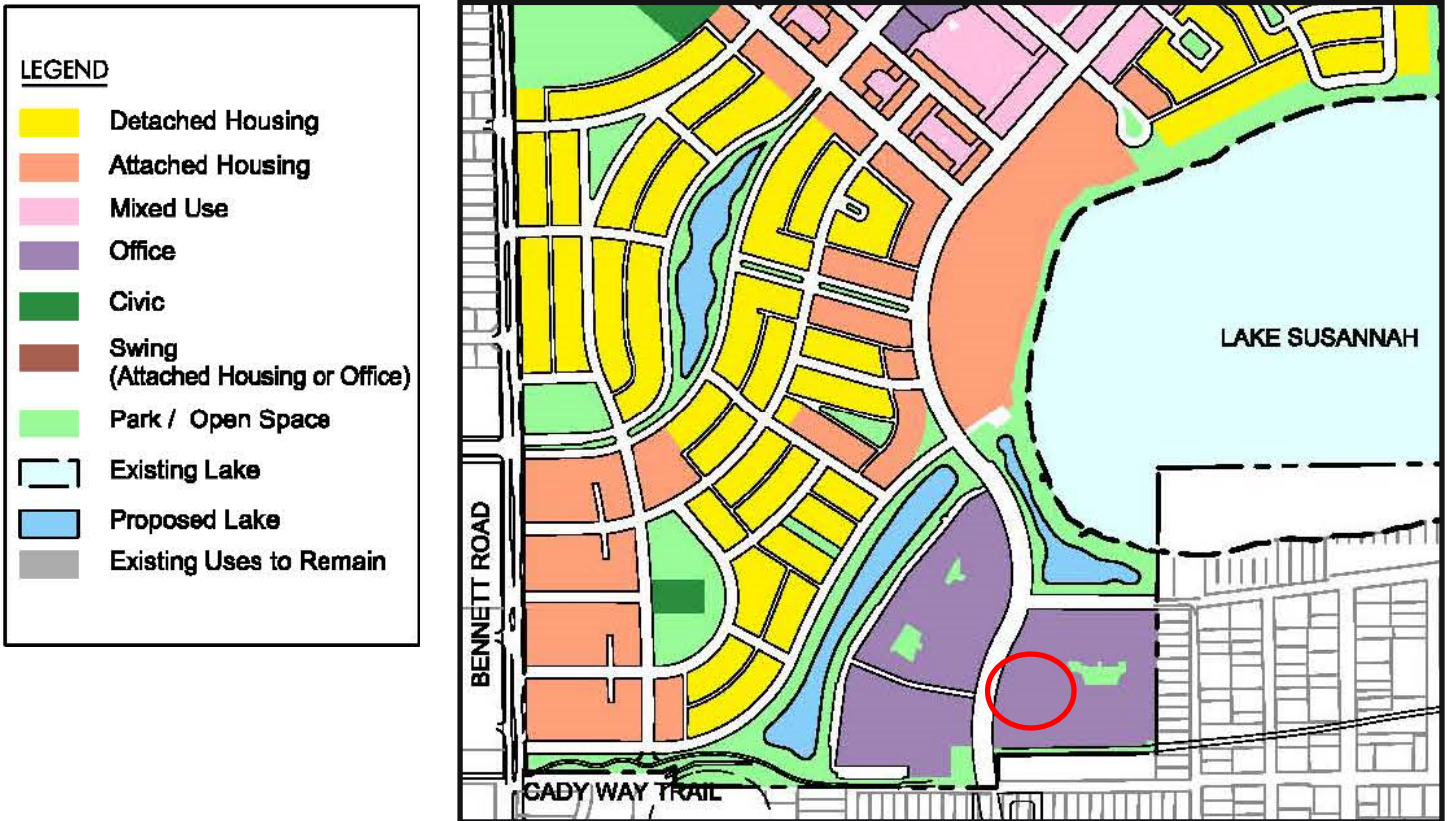 LEGEND
Detached Housing
Attached Housing
Mixed Use
Office
Civic
Swing
(Attached Housing or Office)
Park / Open Space
Existing Lake
Proposed Lake
Existing Uses to Remain
LAKE SUSANNAH
BENNETT ROAD
CADY WAY TRAIL